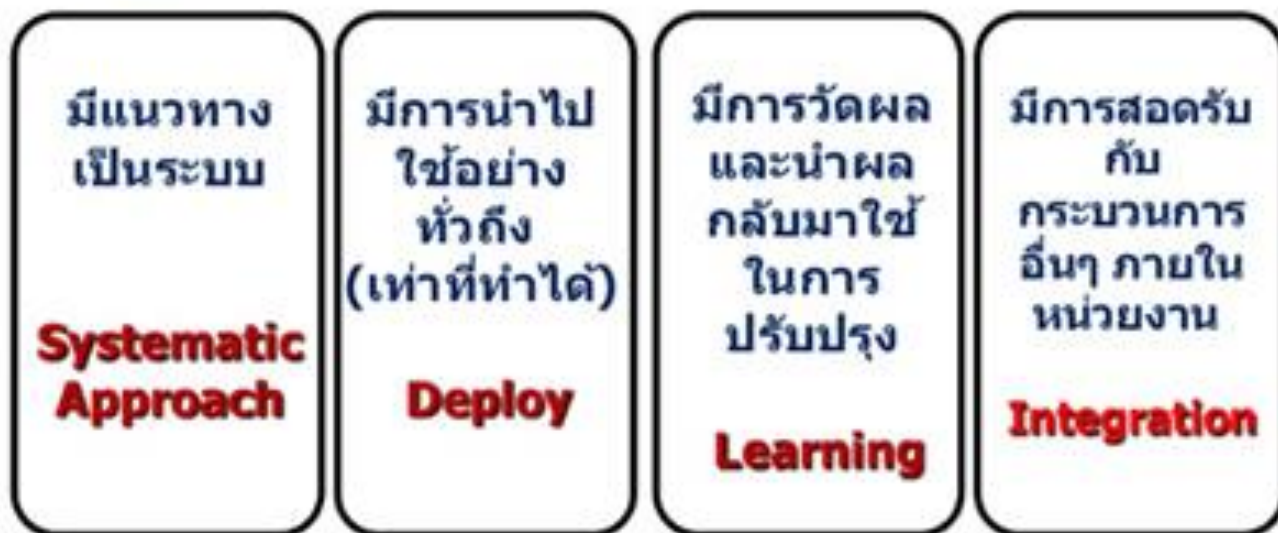 มีแนวทาง
เป็นระบบ
Systematic
Approach
มีการนำไป
ใช้อย่าง
ทั่วถึง
(เท่าที่ทำได้)
Deploy
มีการวัดผล
และนำผล
กลับมาใช้
ในการ
ปรับปรุง
Learning
มีการสอดรับ
กับ
กระบวนการ
อื่นๆ ภายใน
หน่วยงาน
Integration